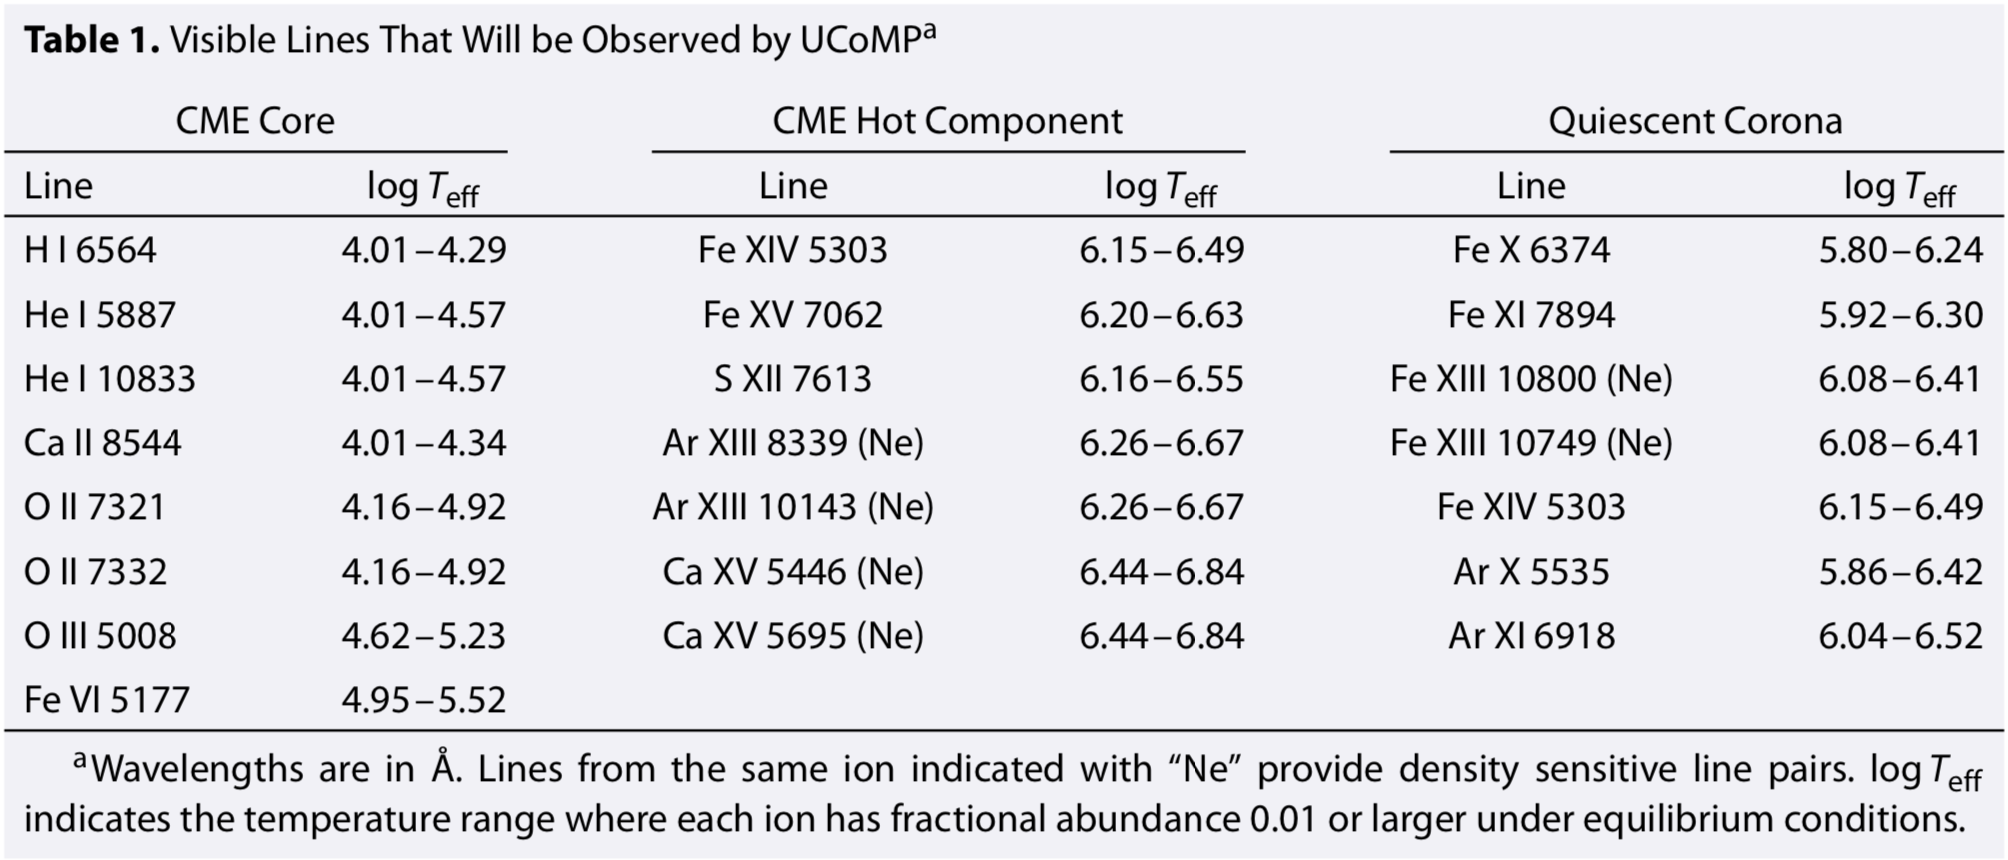 Table 1. Visible Lines That Will be Observed by UCoMPa
CME Core CME Hot Component Quiescent Corona
Line log Teff Line log Teff Line log Teff
H I 6564 4.01–4.29 Fe XIV 5303 6.15–6.49 Fe X 6374 5.80–6.24
He I 5887 4.01–4.57 Fe XV 7062 6.20–6.63 Fe XI 7894 5.92–6.30
He I 10833 4.01–4.57 S XII 7613 6.16–6.55 Fe XIII 10800 (Ne) 6.08–6.41
Ca II 8544 4.01–4.34 Ar XIII 8339 (Ne) 6.26–6.67 Fe XIII 10749 (Ne) 6.08–6.41
O II 7321 4.16–4.92 Ar XIII 10143 (Ne) 6.26–6.67 Fe XIV 5303 6.15–6.49
O II 7332 4.16–4.92 Ca XV 5446 (Ne) 6.44–6.84 Ar X 5535 5.86–6.42
O III 5008 4.62–5.23 Ca XV 5695 (Ne) 6.44–6.84 Ar XI 6918 6.04–6.52
Fe VI 5177 4.95–5.52
aWavelengths are in Å. Lines from the same ion indicated with “Ne” provide density sensitive line pairs. log Teff
indicates the temperature range where each ion has fractional abundance 0.01 or larger under equilibrium conditions.